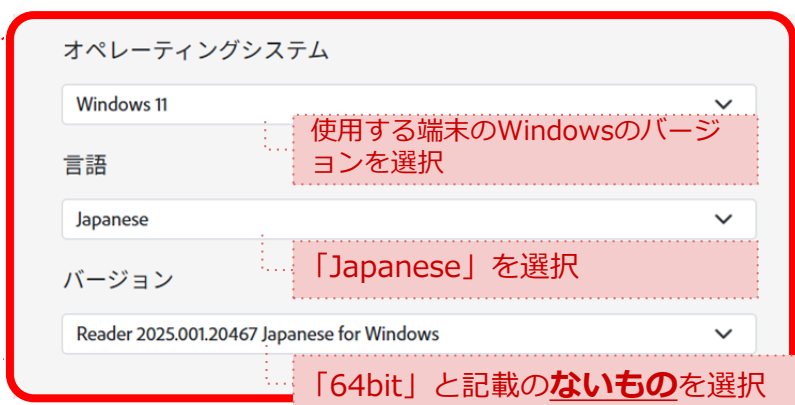 オペレーティングシステム
Windows 11
使用する端末のWindowsのバージ
ョンを選択
言語
Japanese
「Japanese」を選択
バージョン
Reader 2025.001.20467 Japanese for Windows
「64bit」と記載のないものを選択